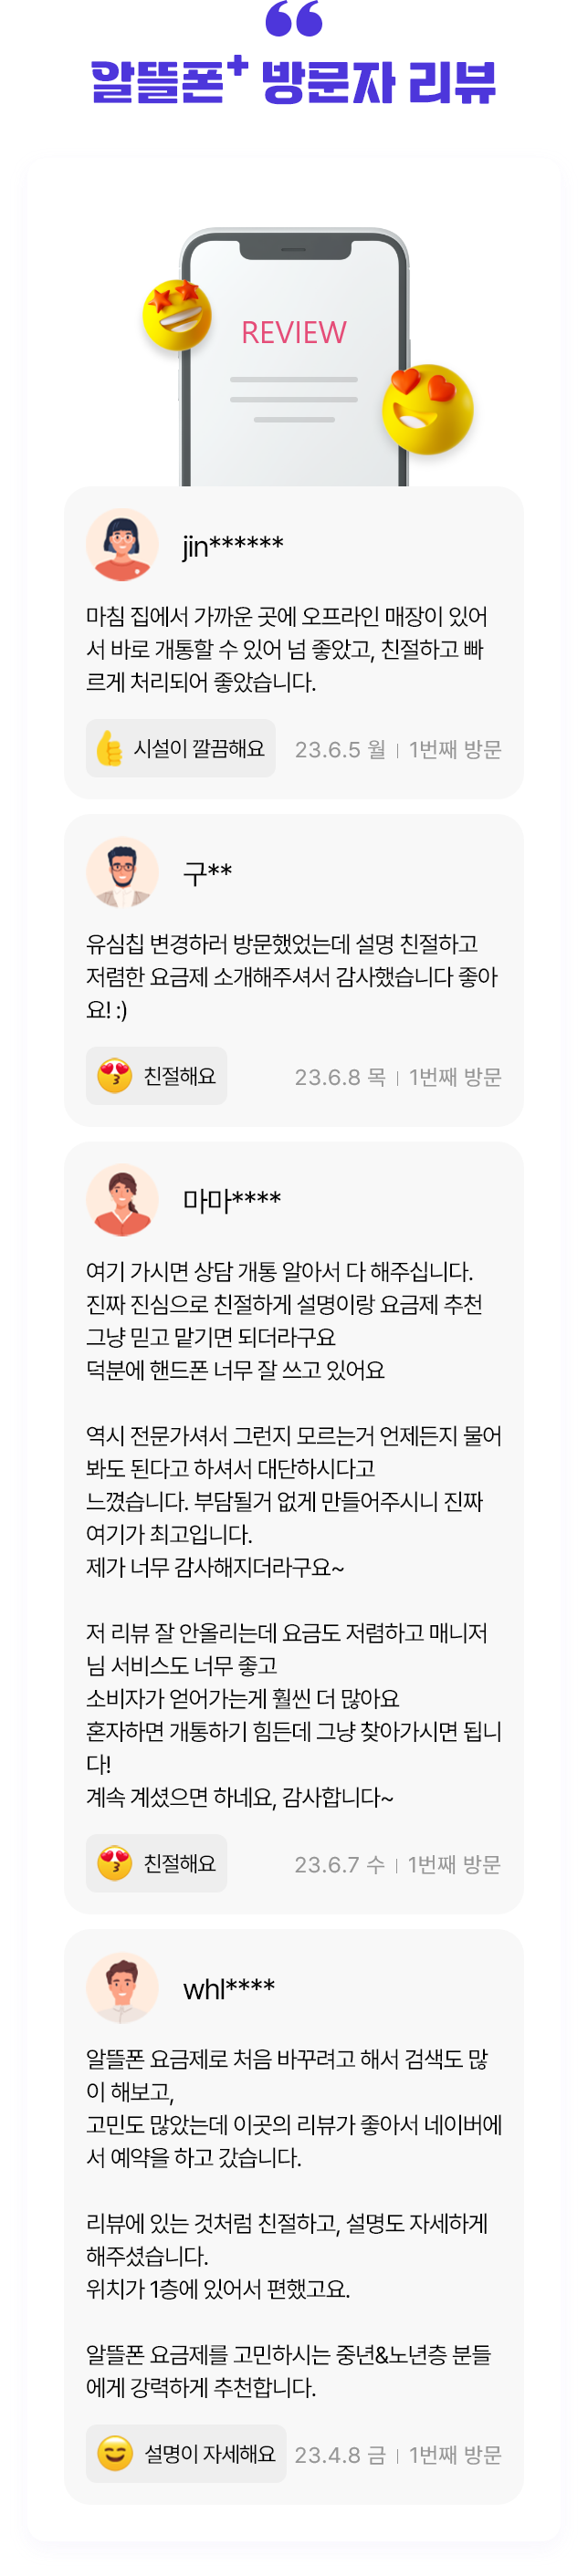 알뜰폰+ 방문자 리뷰
REVIEW
jin******
마침 집에서 가까운 곳에 오프라인 매장이 있어
서 바로 개통할 수 있어 넘 좋았고, 친절하고 빠
르게 처리되어 좋았습니다.
시설이 깔끔해요 23.6.5 월 | 1번째 방문
구**
유심칩 변경하러 방문했었는데 설명 친절하고
저렴한 요금제 소개해주셔서 감사했습니다 좋아
요! :)
친절해요 23.6.8 목 | 1번째 방문
마마****
여기 가시면 상담 개통 알아서 다 해주십니다.
진짜 진심으로 친절하게 설명이랑 요금제 추천
그냥 믿고 맡기면 되더라구요
덕분에 핸드폰 너무 잘 쓰고 있어요
역시 전문가셔서 그런지 모르는거 언제든지 물어
봐도 된다고 하셔서 대단하시다고
느꼈습니다. 부담될거 없게 만들어주시니 진짜
여기가 최고입니다.
제가 너무 감사해지더라구요~
저 리뷰 잘 안올리는데 요금도 저렴하고 매니저
님 서비스도 너무 좋고
소비자가 얻어가는게 훨씬 더 많아요
혼자하면 개통하기 힘든데 그냥 찾아가시면 됩니
다!
계속 계셨으면 하네요, 감사합니다~
친절해요 23.6.7 수 | 1번째 방문
whl****
알뜰폰 요금제로 처음 바꾸려고 해서 검색도 많
이 해보고,
고민도 많았는데 이곳의 리뷰가 좋아서 네이버에
서 예약을 하고 갔습니다.
리뷰에 있는 것처럼 친절하고, 설명도 자세하게
해주셨습니다.
위치가 1층에 있어서 편했고요.
알뜰폰 요금제를 고민하시는 중년&노년층 분들
에게 강력하게 추천합니다.
설명이 자세해요 23.4.8 금 | 1번째 방문